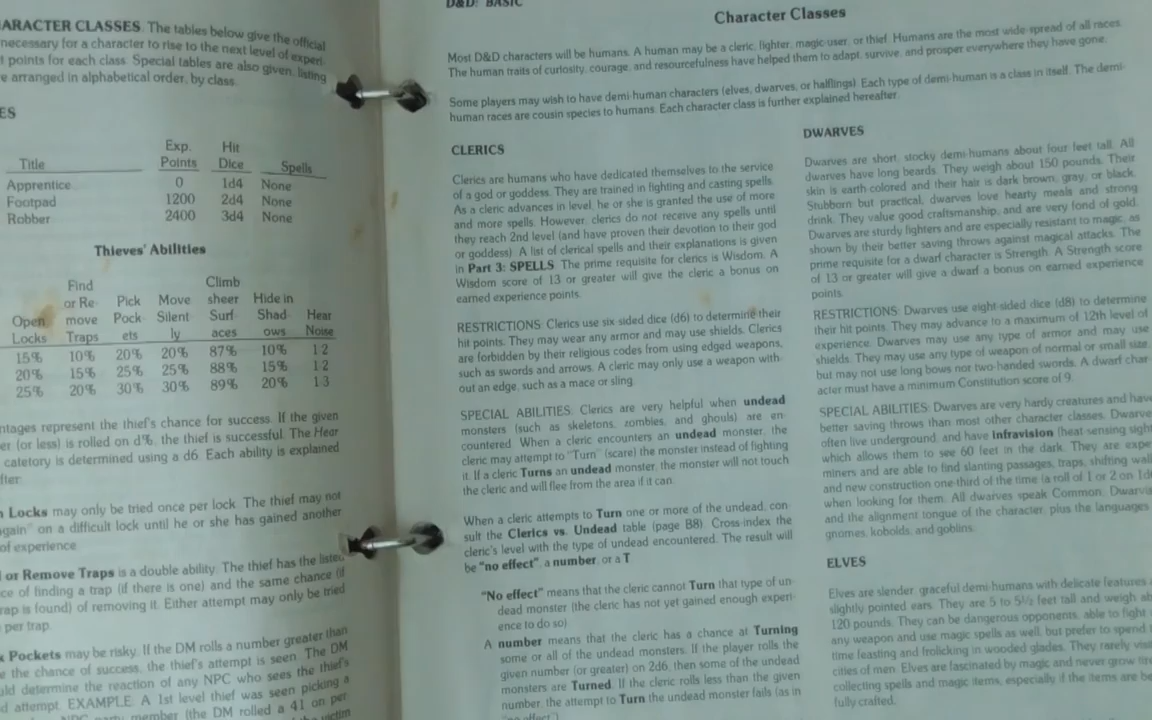 ARACTER CLASSES. The tables below give the official
necessary for a character to rise to the next level of experi-
t points for each class. Special tables are also given, listing
e arranged in alphabetical order, by class.
ES
Title Exp. Points Hit Dice Spells
Apprentice 0 1d4 None
Footpad 1200 2d4 None
Robber 2400 3d4 None
Thieves' Abilities
Open Locks Find or Re-move Traps Pick Pock-ets Move Silent-ly Climb sheer Surf-aces Hide in Shad-ows Hear Noise
15% 10% 20% 20% 87% 10% 1-2
20% 15% 25% 25% 88% 15% 1-2
25% 20% 30% 30% 89% 20% 1-3
ntages represent the thief's chance for success. If the given
er (or less) is rolled on d%, the thief is successful. The Hear
catetory is determined using a d6. Each ability is explained
fter.
n Locks may only be tried once per lock. The thief may not
gain" on a difficult lock until he or she has gained another
of experience.
or Remove Traps is a double ability. The thief has the listed
ce of finding a trap (if there is one) and the same chance (if
rap is found) of removing it. Either attempt may only be tried
per trap.
k Pockets may be risky. If the DM rolls a number greater than
e the chance of success, the thief's attempt is seen. The DM
uld determine the reaction of any NPC who sees the thief's
d attempt. EXAMPLE: A 1st level thief was seen picking a
NPC party member (the DM rolled a 41 on per
the victim
D&D: BASIC
Character Classes
Most D&D characters will be humans. A human may be a cleric, fighter, magic-user, or thief. Humans are the most wide-spread of all races.
The human traits of curiosity, courage, and resourcefulness have helped them to adapt, survive, and prosper everywhere they have gone.
Some players may wish to have demi-human characters (elves, dwarves, or halflings). Each type of demi-human is a class in itself. The demi-
human races are cousin species to humans. Each character class is further explained hereafter.
CLERICS
Clerics are humans who have dedicated themselves to the service
of a god or goddess. They are trained in fighting and casting spells.
As a cleric advances in level, he or she is granted the use of more
and more spells. However, clerics do not receive any spells until
they reach 2nd level (and have proven their devotion to their god
or goddess). A list of clerical spells and their explanations is given
in Part 3: SPELLS. The prime requisite for clerics is Wisdom. A
Wisdom score of 13 or greater will give the cleric a bonus on
earned experience points.
RESTRICTIONS: Clerics use six-sided dice (d6) to determine their
hit points. They may wear any armor and may use shields. Clerics
are forbidden by their religious codes from using edged weapons,
such as swords and arrows. A cleric may only use a weapon with-
out an edge, such as a mace or sling.
SPECIAL ABILITIES: Clerics are very helpful when undead
monsters (such as skeletons, zombies, and ghouls) are en-
countered. When a cleric encounters an undead monster, the
cleric may attempt to "Turn" (scare) the monster instead of fighting
it. If a cleric Turns an undead monster, the monster will not touch
the cleric and will flee from the area if it can.
When a cleric attempts to Turn one or more of the undead, con-
sult the Clerics vs. Undead table (page B8). Cross-index the
cleric's level with the type of undead encountered. The result will
be "no effect", a number, or a T.
"No effect" means that the cleric cannot Turn that type of un-
dead monster (the cleric has not yet gained enough experi-
ence to do so).
A number means that the cleric has a chance at Turning
some or all of the undead monsters. If the player rolls the
given number (or greater) on 2d6, then some of the undead
monsters are Turned. If the cleric rolls less than the given
number, the attempt to Turn the undead monster fails (as in
"no effect").
DWARVES
Dwarves are short, stocky demi-humans about four feet tall. All
dwarves have long beards. They weigh about 150 pounds. Their
skin is earth colored and their hair is dark brown, gray, or black.
Stubborn but practical, dwarves love hearty meals and strong
drink. They value good craftsmanship, and are very fond of gold.
Dwarves are sturdy fighters and are especially resistant to magic, as
shown by their better saving throws against magical attacks. The
prime requisite for a dwarf character is Strength. A Strength score
of 13 or greater will give a dwarf a bonus on earned experience
points.
RESTRICTIONS: Dwarves use eight-sided dice (d8) to determine
their hit points. They may advance to a maximum of 12th level of
experience. Dwarves may use any type of armor and may use
shields. They may use any type of weapon of normal or small size,
but may not use long bows nor two-handed swords. A dwarf char-
acter must have a minimum Constitution score of 9.
SPECIAL ABILITIES: Dwarves are very hardy creatures and have
better saving throws than most other character classes. Dwarve
often live underground, and have Infravision (heat-sensing sight
which allows them to see 60 feet in the dark. They are expe
miners and are able to find slanting passages, traps, shifting wall
and new construction one-third of the time (a roll of 1 or 2 on 1d
when looking for them. All dwarves speak Common, Dwarvis
and the alignment tongue of the character, plus the languages
gnomes, kobolds, and goblins.
ELVES
Elves are slender, graceful demi-humans with delicate features a
slightly pointed ears. They are 5 to 5½ feet tall and weigh ab
120 pounds. They can be dangerous opponents, able to fight
any weapon and use magic spells as well, but prefer to spend t
time feasting and frolicking in wooded glades. They rarely visi
cities of men. Elves are fascinated by magic and never grow tire
collecting spells and magic items, especially if the items are be
fully crafted.